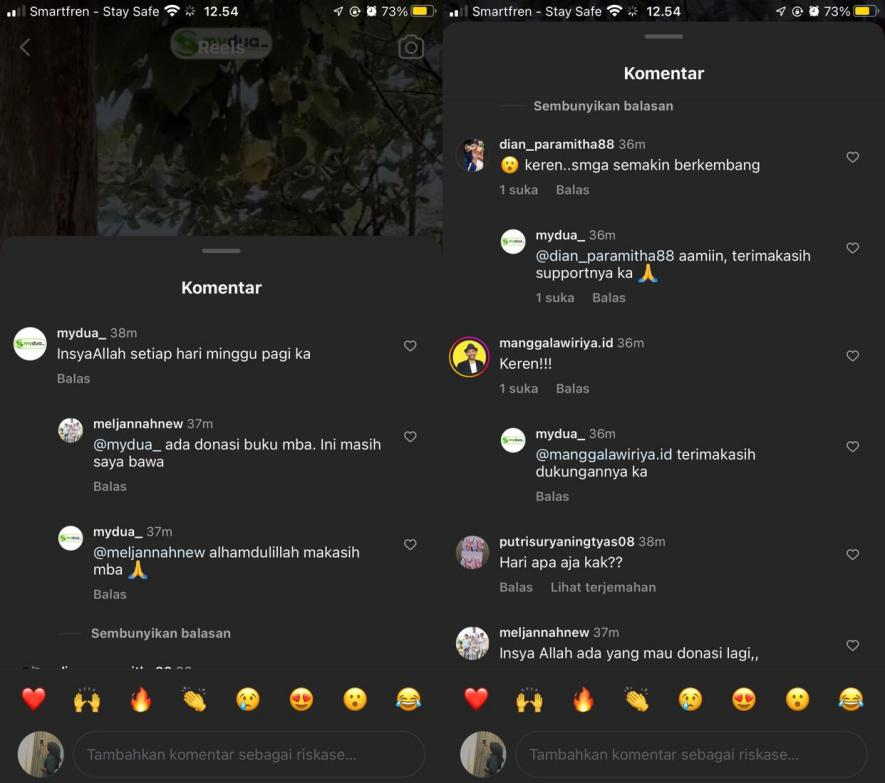 Smartfren - Stay Safe 12.54 73%
Reels
mydua_
Komentar
mydua_ 38m
InsyaAllah setiap hari minggu pagi ka
Balas
meljannahnew 37m
@mydua_ ada donasi buku mba. Ini masih
saya bawa
Balas
mydua_ 37m
@meljannahnew alhamdulillah makasih
mba 🙏
Balas
Sembunyikan balasan
❤️ 🙌 🔥 👏 😢 😍 😮 😂
Tambahkan komentar sebagai riskase...
Smartfren - Stay Safe 12.54 73%
Komentar
Sembunyikan balasan
dian_paramitha88 36m
😮 keren..smga semakin berkembang
1 suka Balas
mydua_ 36m
@dian_paramitha88 aamiin, terimakasih
supportnya ka 🙏
1 suka Balas
manggalawiriya.id 36m
Keren!!!
1 suka Balas
mydua_ 36m
@manggalawiriya.id terimakasih
dukungannya ka
Balas
putrisuryaningtyas08 38m
Hari apa aja kak??
Balas Lihat terjemahan
meljannahnew 37m
Insya Allah ada yang mau donasi lagi,,
❤️ 🙌 🔥 👏 😢 😍 😮 😂
Tambahkan komentar sebagai riskase...